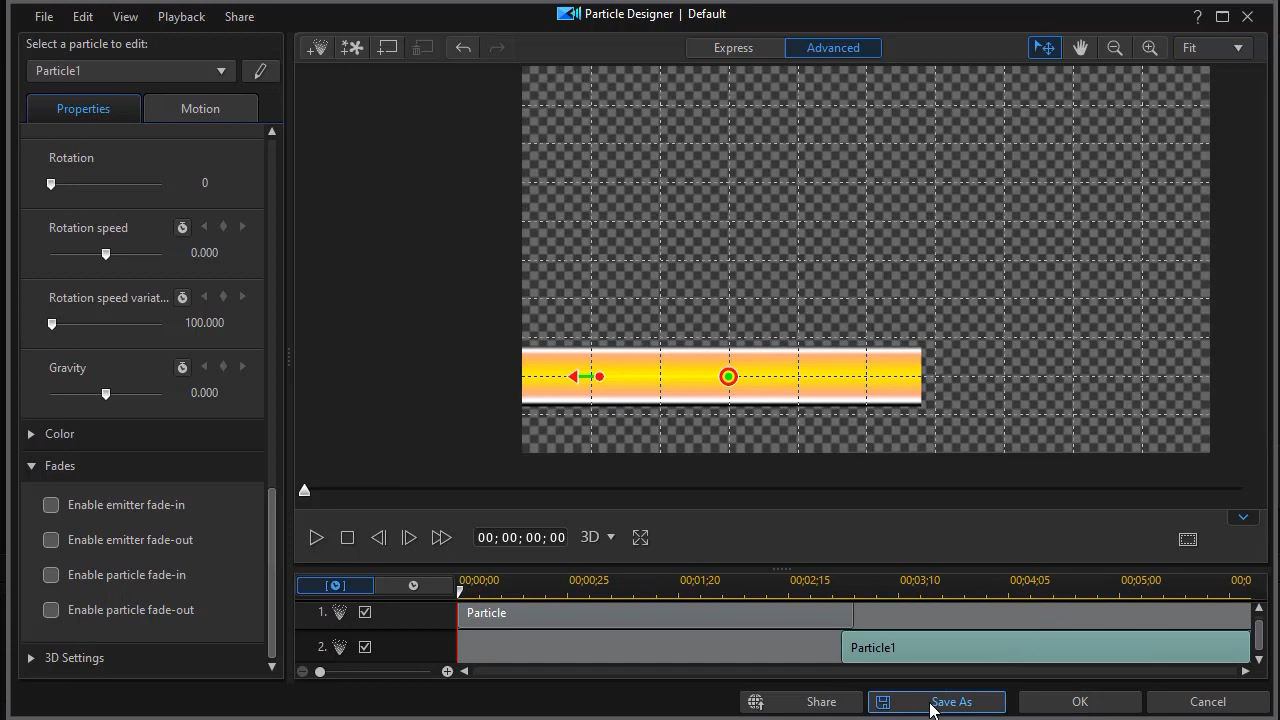 File Edit View Playback Share
Particle Designer | Default
?
Select a particle to edit:
Particle1
Express Advanced
Fit
Properties Motion
Rotation
0
Rotation speed
0.000
Rotation speed variat...
100.000
Gravity
0.000
Color
Fades
Enable emitter fade-in
Enable emitter fade-out
Enable particle fade-in
Enable particle fade-out
3D Settings
00; 00; 00; 00
3D
00;00;00 00;00;25 00;01;20 00;02;15 00;03;10 00;04;05 00;05;00 00;0
1. Particle
2. Particle1
Share Save As OK Cancel